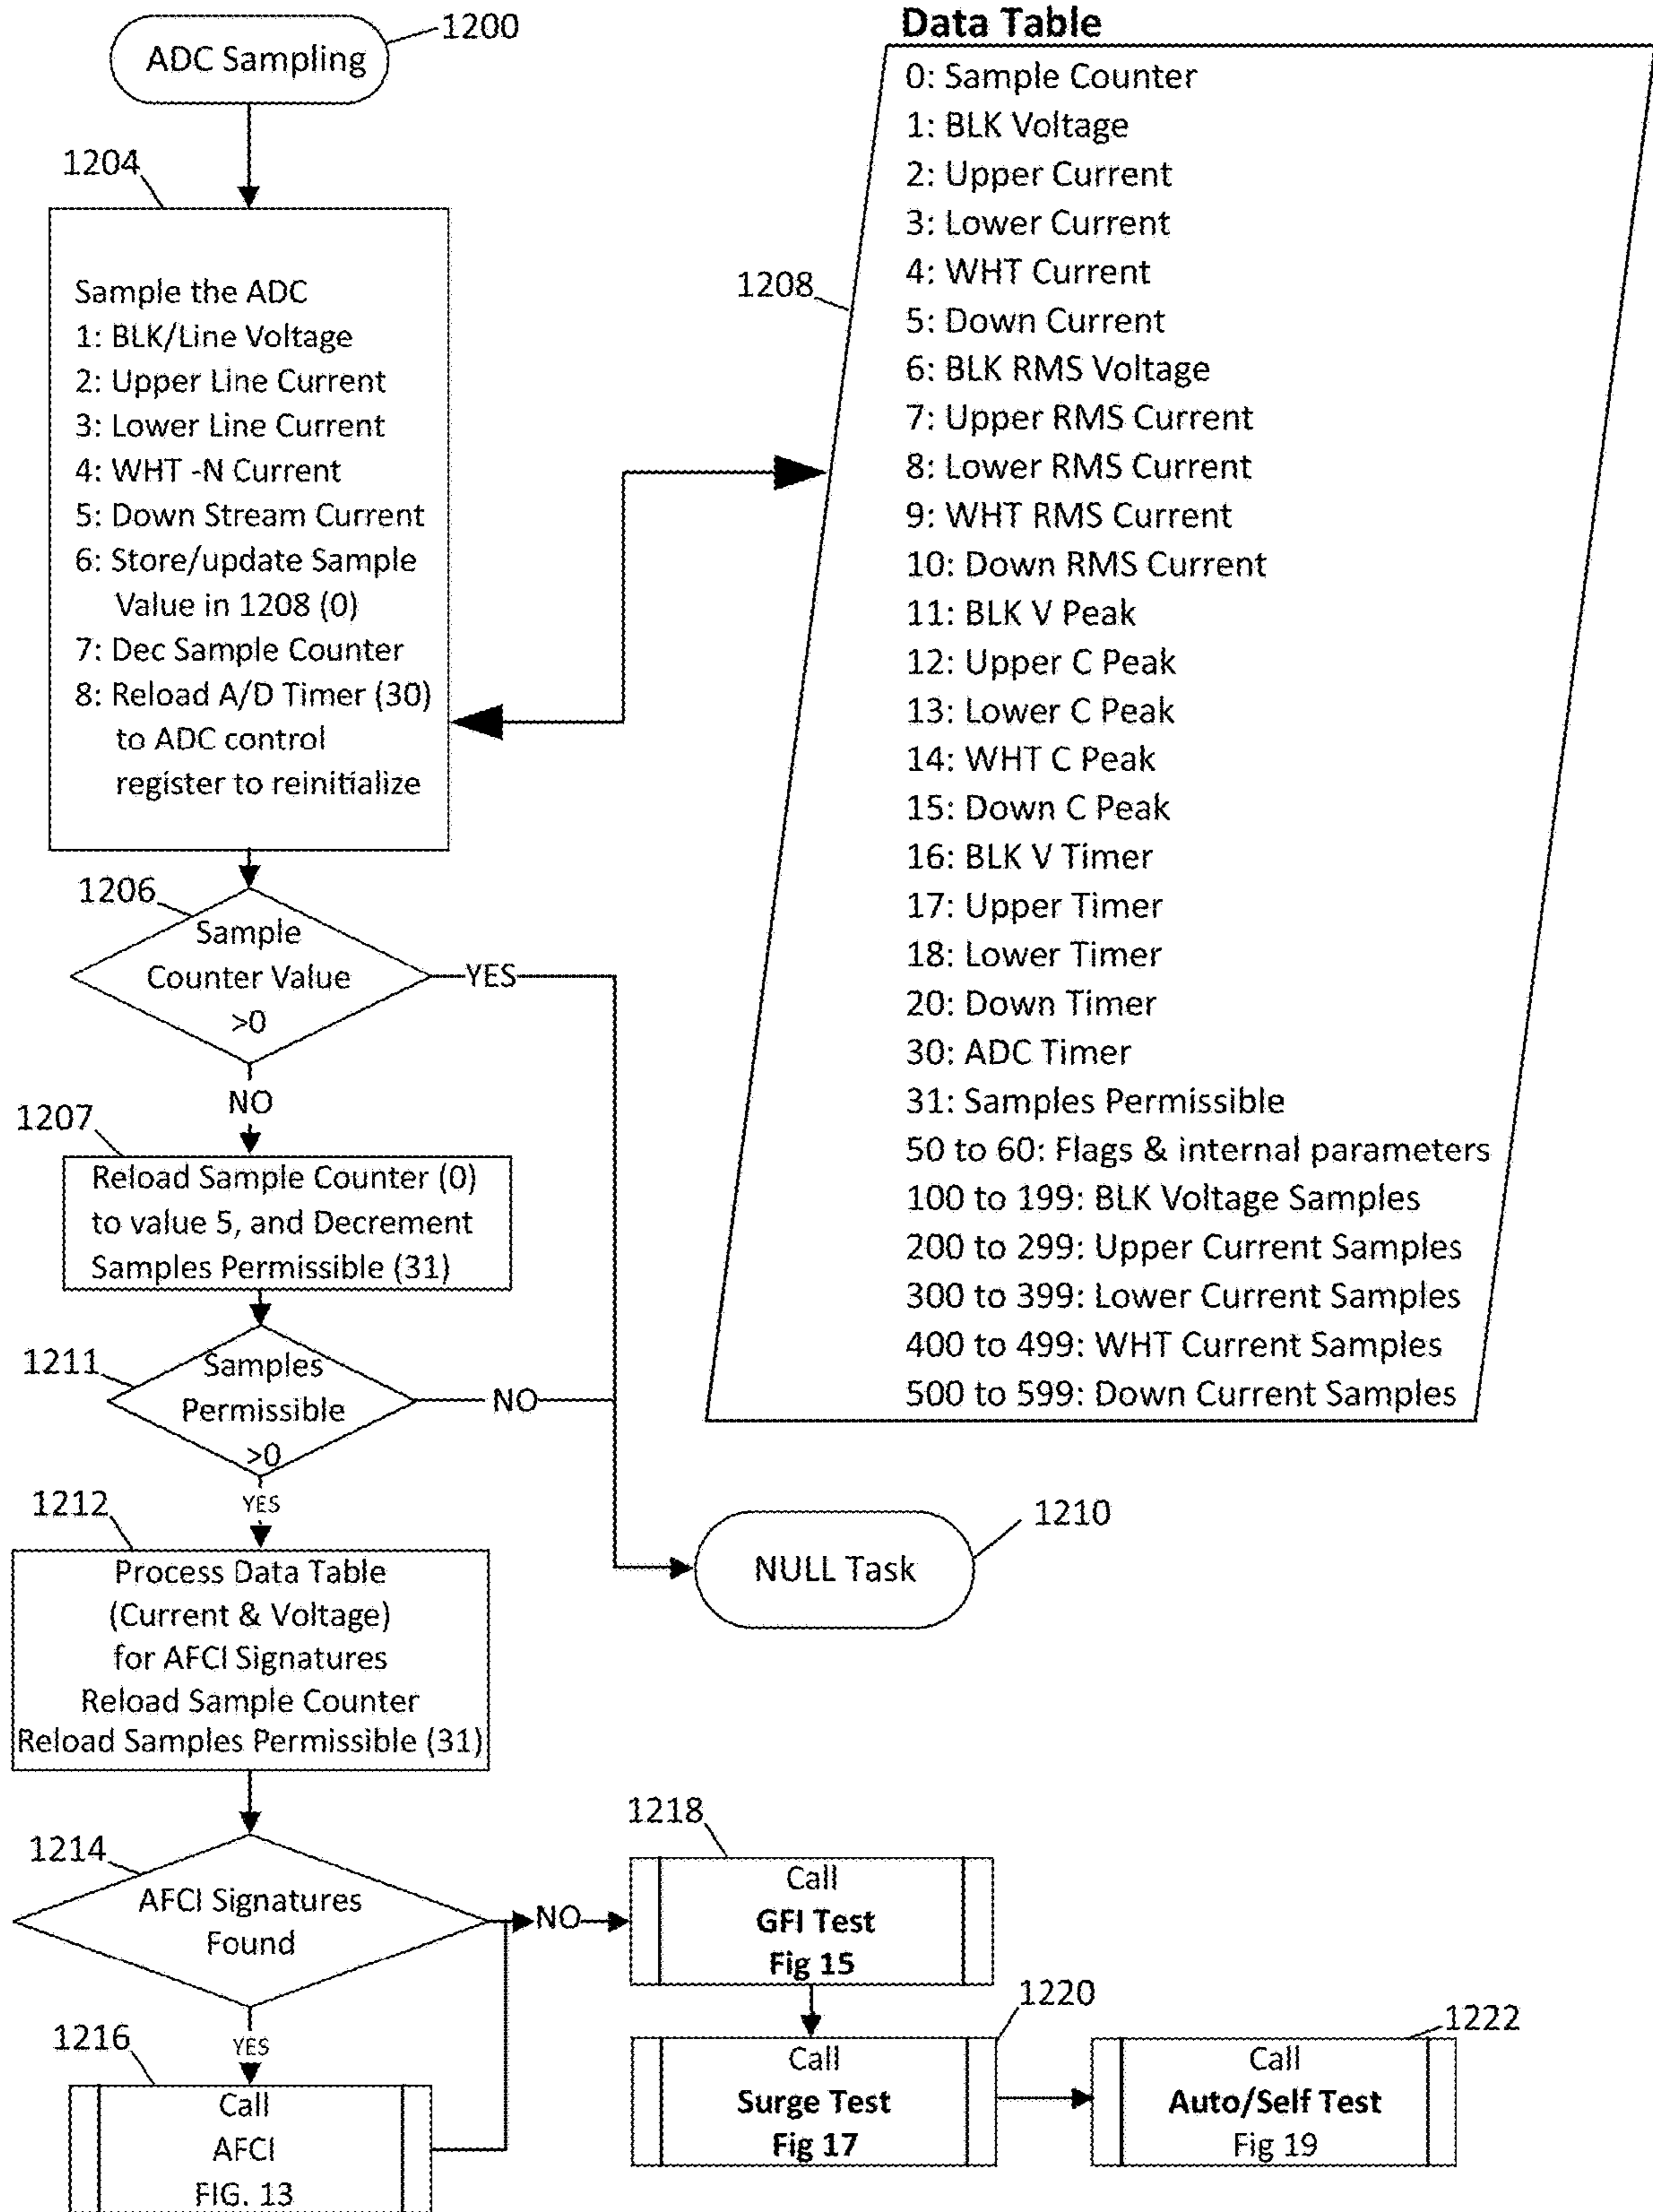 ADC Sampling
1200
1204
Sample the ADC
1: BLK/Line Voltage
2: Upper Line Current
3: Lower Line Current
4: WHT -N Current
5: Down Stream Current
6: Store/update Sample
Value in 1208 (0)
7: Dec Sample Counter
8: Reload A/D Timer (30)
to ADC control
register to reinitialize
Data Table
0: Sample Counter
1: BLK Voltage
2: Upper Current
3: Lower Current
4: WHT Current
5: Down Current
6: BLK RMS Voltage
7: Upper RMS Current
8: Lower RMS Current
9: WHT RMS Current
10: Down RMS Current
11: BLK V Peak
12: Upper C Peak
13: Lower C Peak
14: WHT C Peak
15: Down C Peak
16: BLK V Timer
17: Upper Timer
18: Lower Timer
20: Down Timer
30: ADC Timer
31: Samples Permissible
50 to 60: Flags & internal parameters
100 to 199: BLK Voltage Samples
200 to 299: Upper Current Samples
300 to 399: Lower Current Samples
400 to 499: WHT Current Samples
500 to 599: Down Current Samples
1208
1206
Sample
Counter Value
>0
YES
NO
1207
Reload Sample Counter (0)
to value 5, and Decrement
Samples Permissible (31)
1211
Samples
Permissible
>0
NO
YES
1210
NULL Task
1212
Process Data Table
(Current & Voltage)
for AFCI Signatures
Reload Sample Counter
Reload Samples Permissible (31)
1214
AFCI Signatures
Found
NO
YES
1216
Call
AFCI
FIG. 13
1218
Call
GFI Test
Fig 15
1220
Call
Surge Test
Fig 17
1222
Call
Auto/Self Test
Fig 19